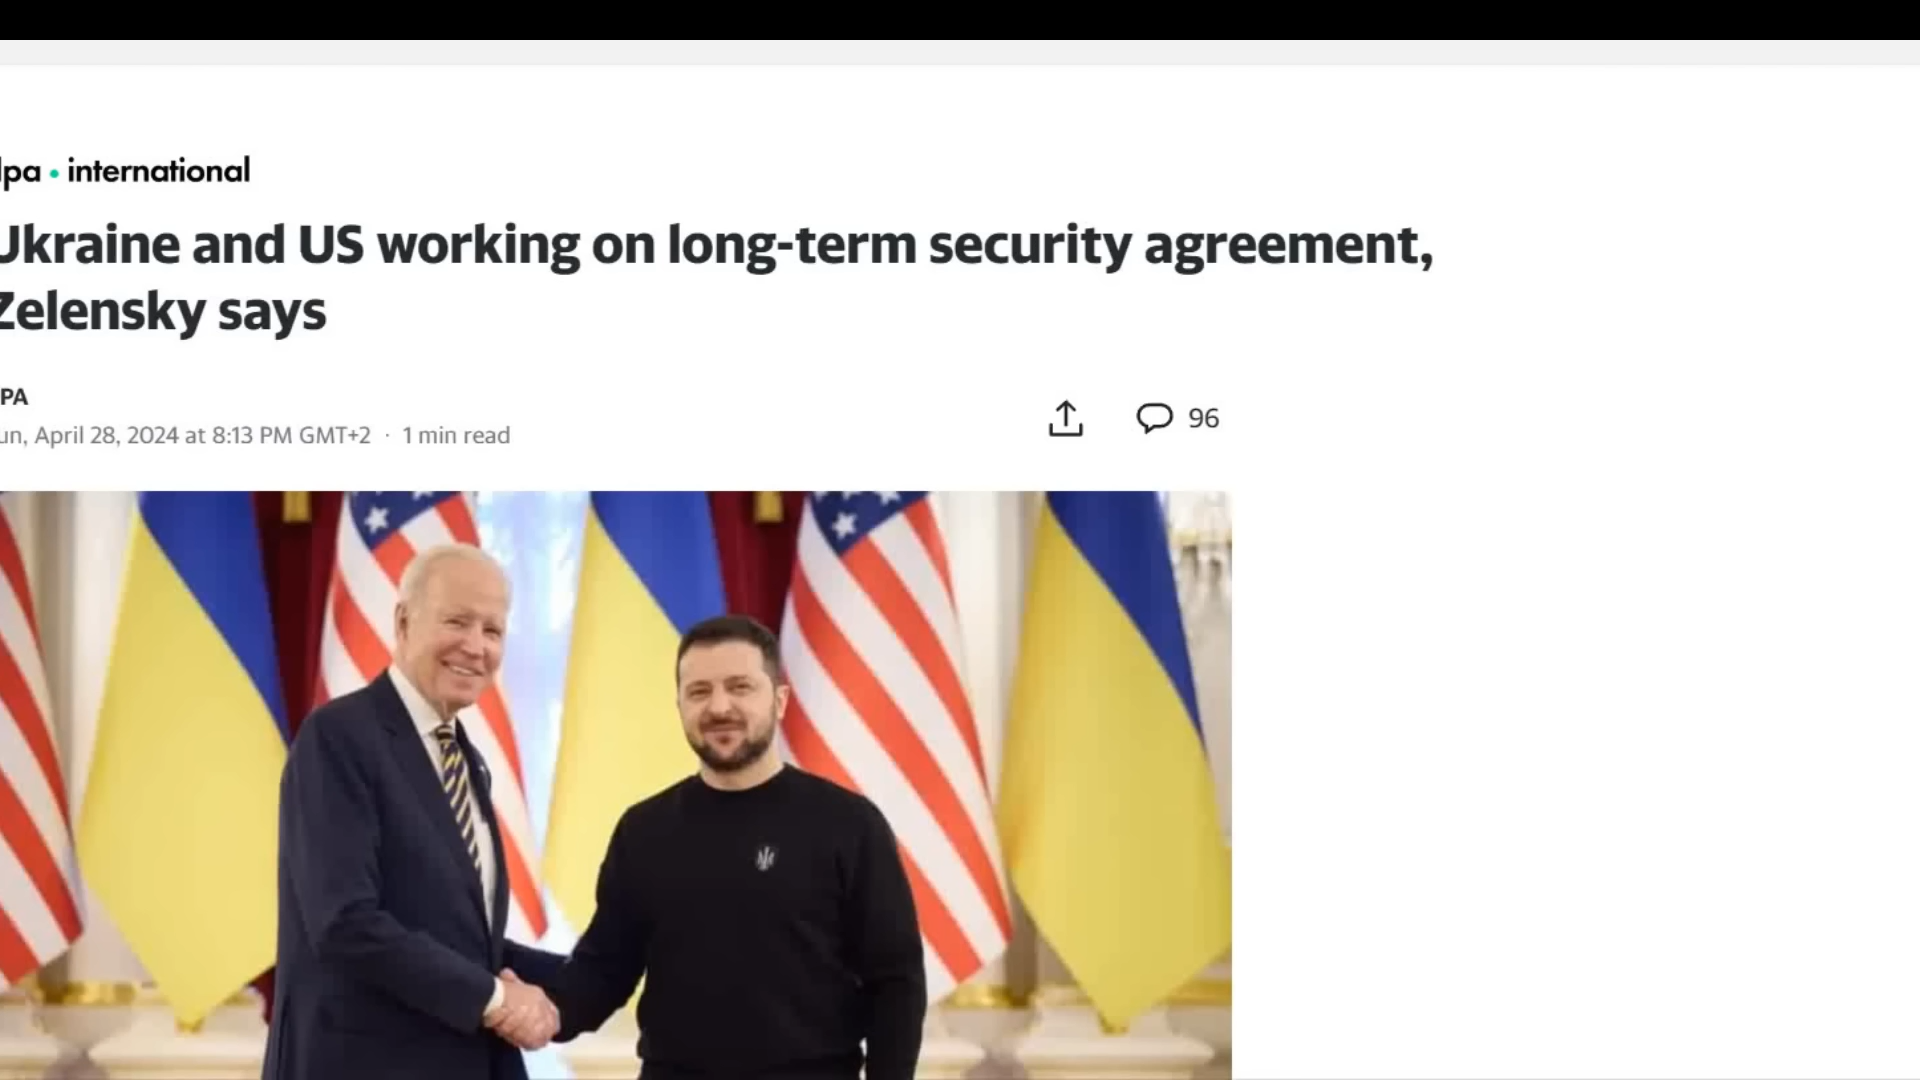 lpa • international
Ukraine and US working on long-term security agreement,
Zelensky says
PA
un, April 28, 2024 at 8:13 PM GMT+2 · 1 min read
96